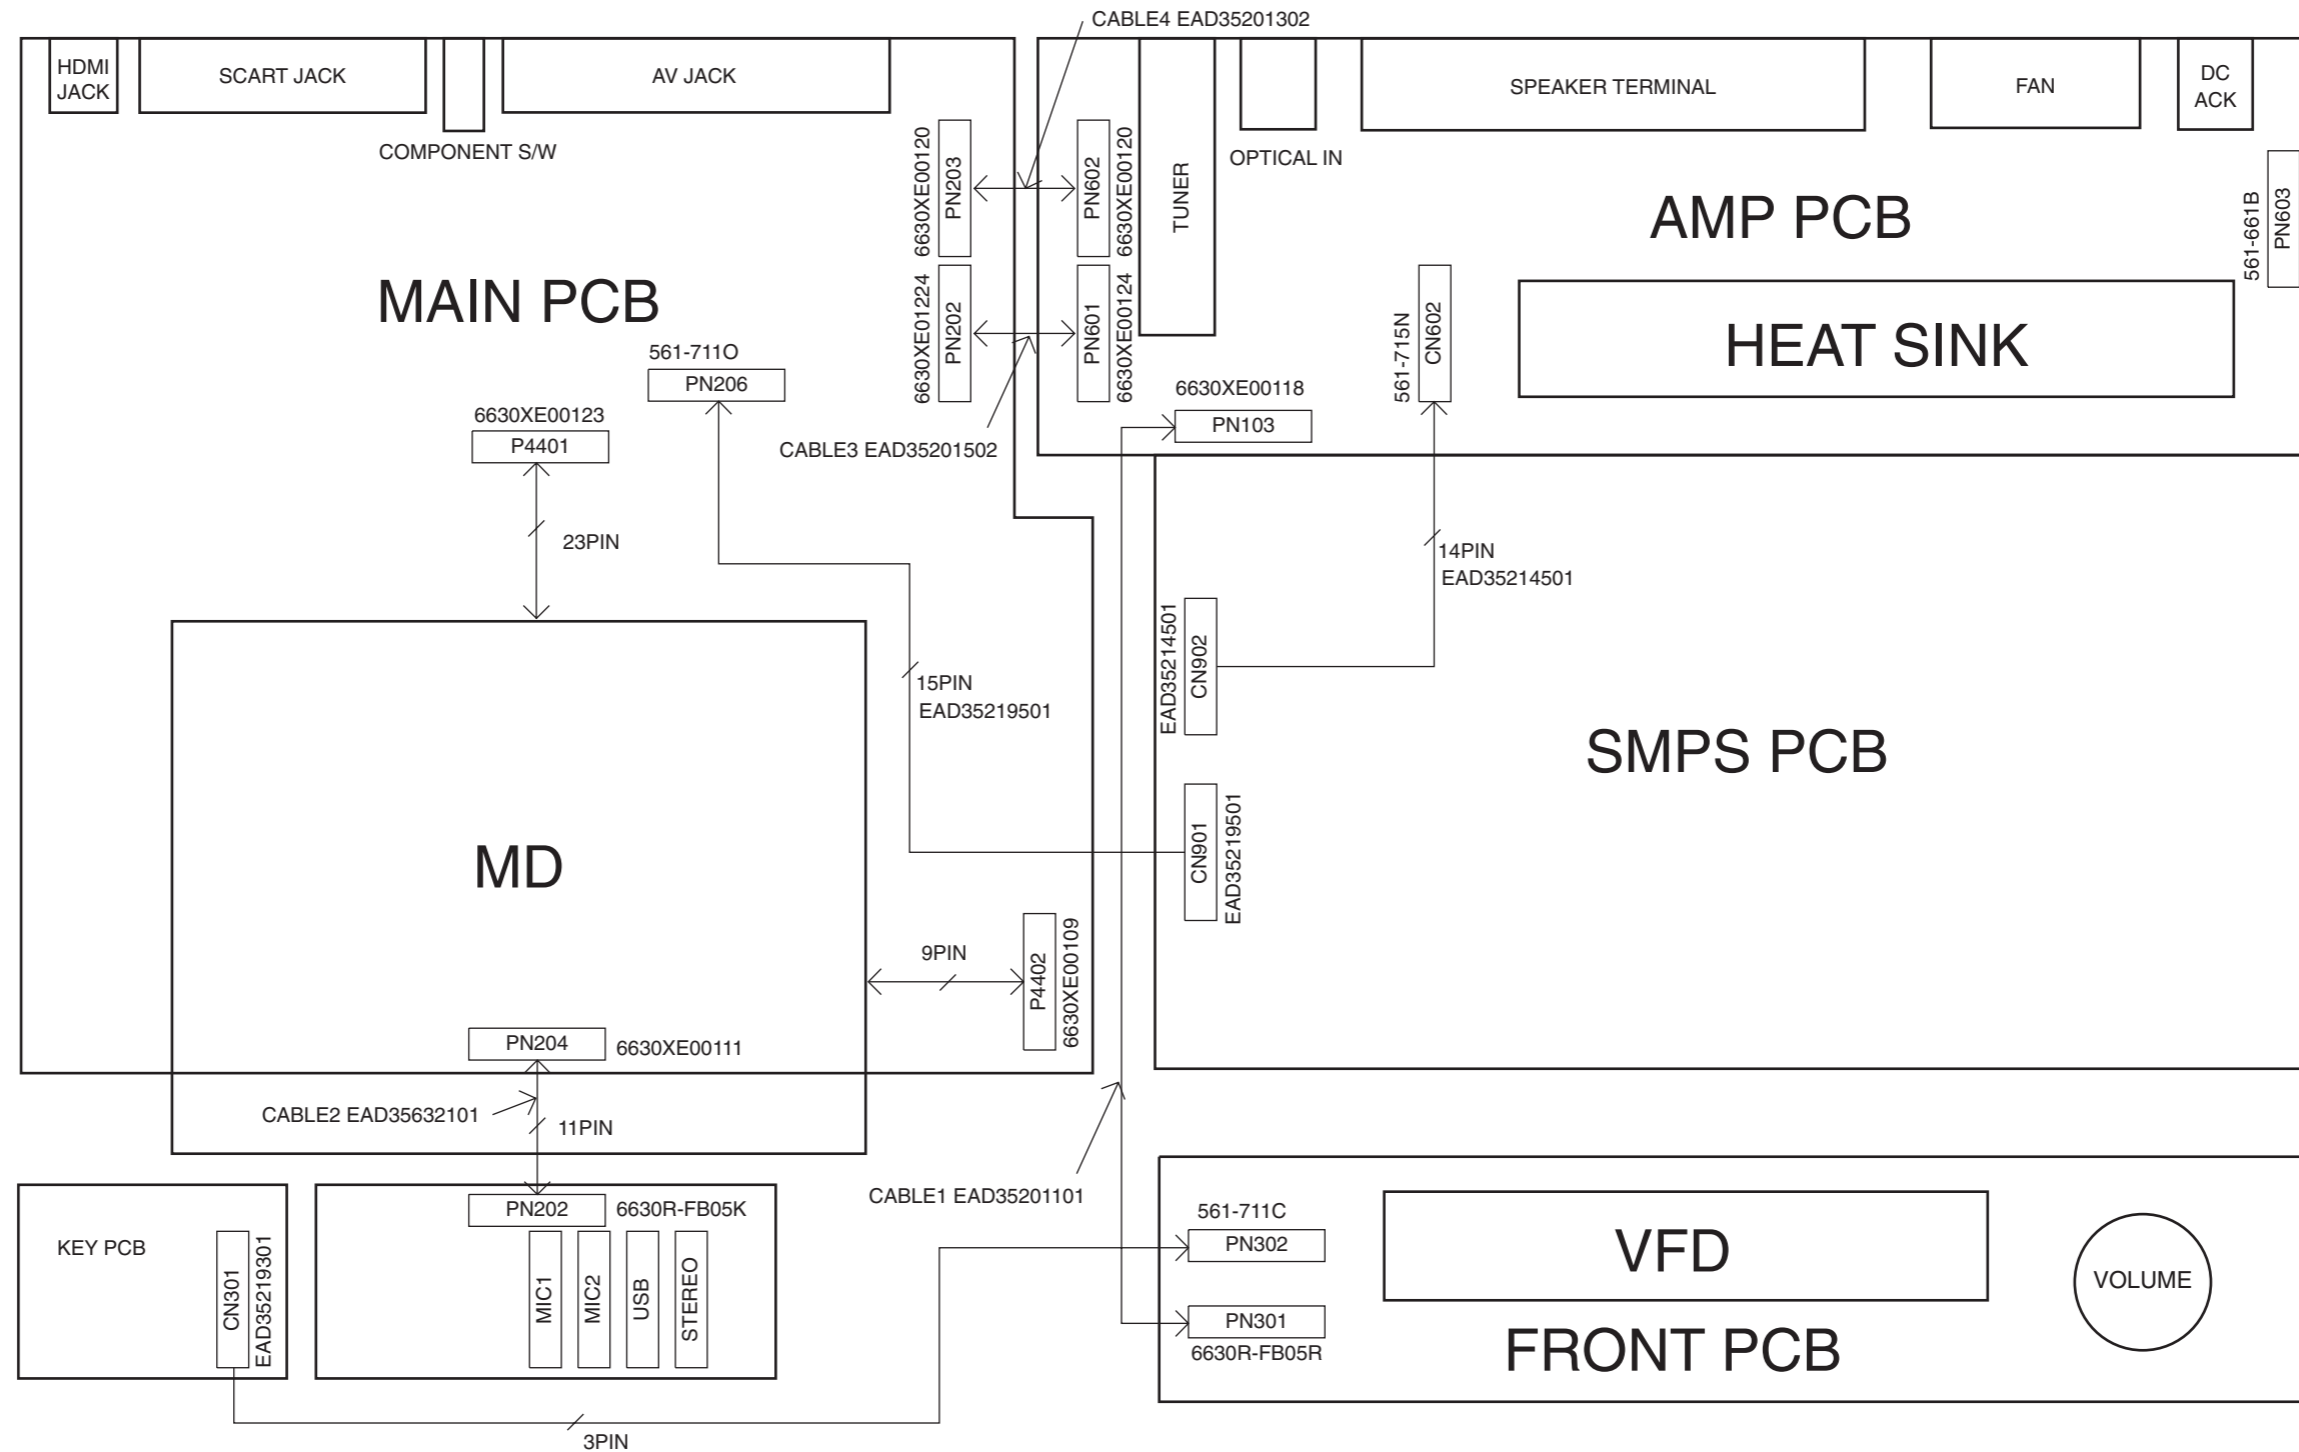 CABLE4 EAD35201302
HDMI
JACK
SCART JACK
AV JACK
COMPONENT S/W
SPEAKER TERMINAL
FAN
DC
ACK
OPTICAL IN
TUNER
6630XE00120
PN203
PN602
6630XE00120
6630XE01224
PN202
PN601
6630XE00124
AMP PCB
561-661B
PN603
MAIN PCB
HEAT SINK
561-715N
CN602
561-711O
PN206
6630XE00118
PN103
6630XE00123
P4401
CABLE3 EAD35201502
23PIN
14PIN
EAD35214501
EAD35214501
CN902
15PIN
EAD35219501
SMPS PCB
CN901
EAD35219501
MD
9PIN
P4402
6630XE00109
PN204
6630XE00111
CABLE2 EAD35632101
11PIN
CABLE1 EAD35201101
KEY PCB
CN301
EAD35219301
PN202
6630R-FB05K
MIC1
MIC2
USB
STEREO
3PIN
561-711C
PN302
PN301
6630R-FB05R
VFD
VOLUME
FRONT PCB